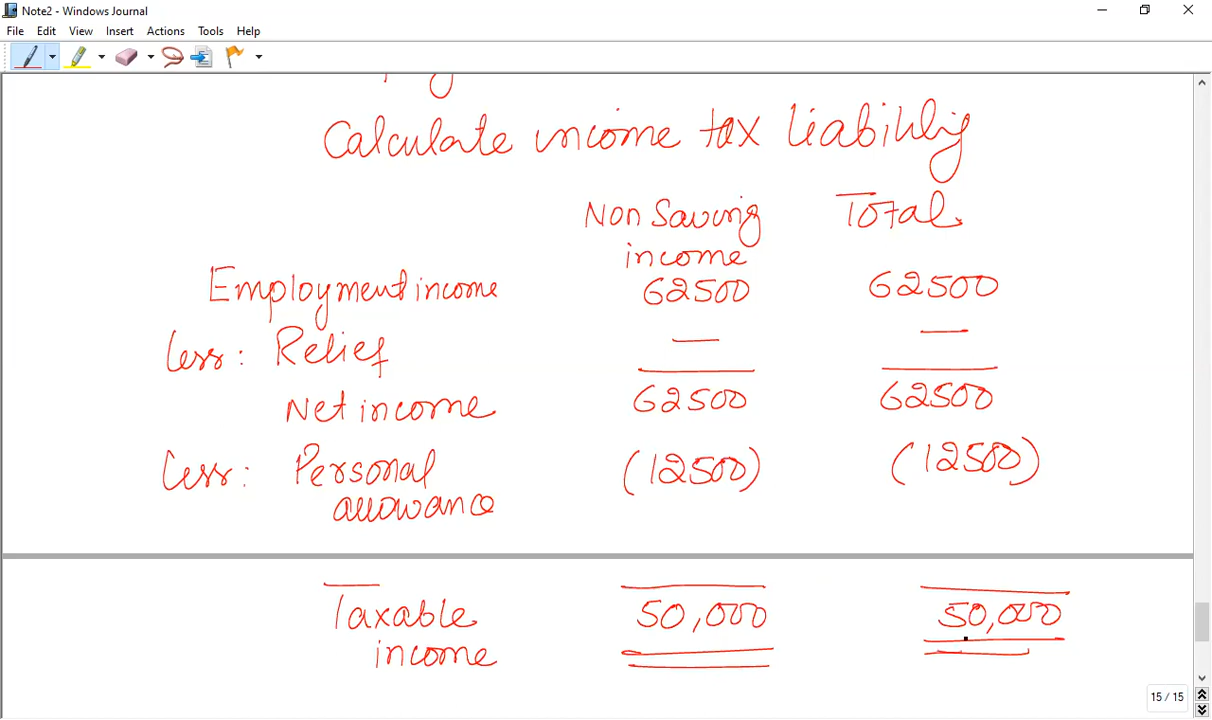 Note2 - Windows Journal
File Edit View Insert Actions Tools Help
Calculate income tax liability
Non Saving Total
income
Employment income 62500 62500
Less: Relief — —
Net income 62500 62500
Less: Personal (12500) (12500)
allowance
Taxable 50,000 50,000
income
15 / 15